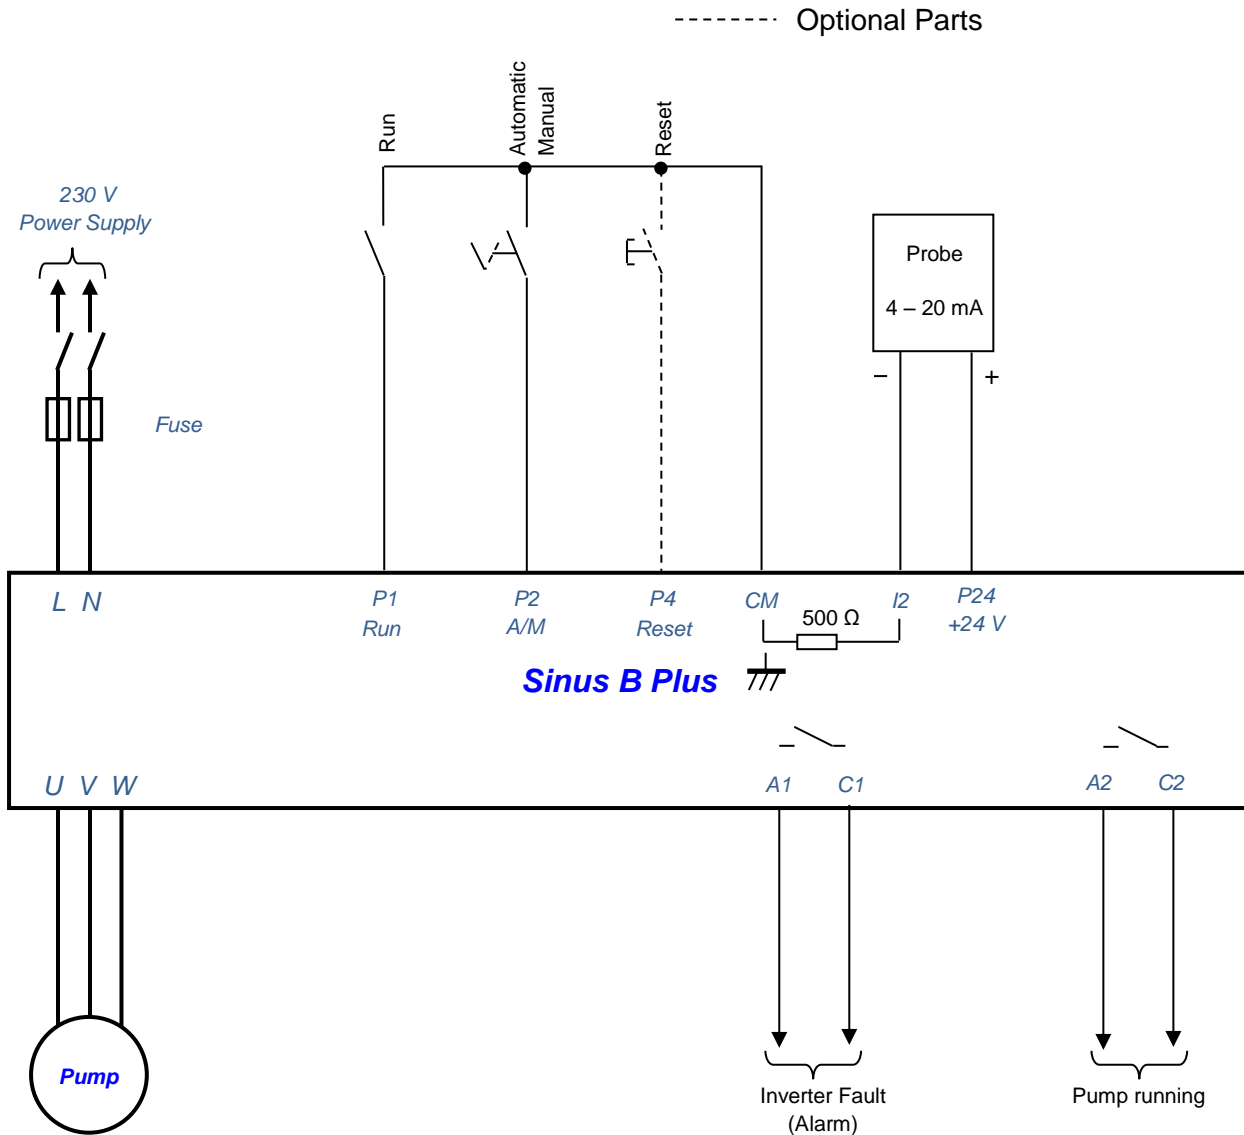 Optional Parts
Run
Automatic
Manual
Reset
230 V
Power Supply
Probe
4 – 20 mA
– +
Fuse
L N
P1
Run
P2
A/M
P4
Reset
CM
500 Ω
I2
P24
+24 V
Sinus B Plus
U V W
A1 C1
A2 C2
Pump
Inverter Fault
(Alarm)
Pump running